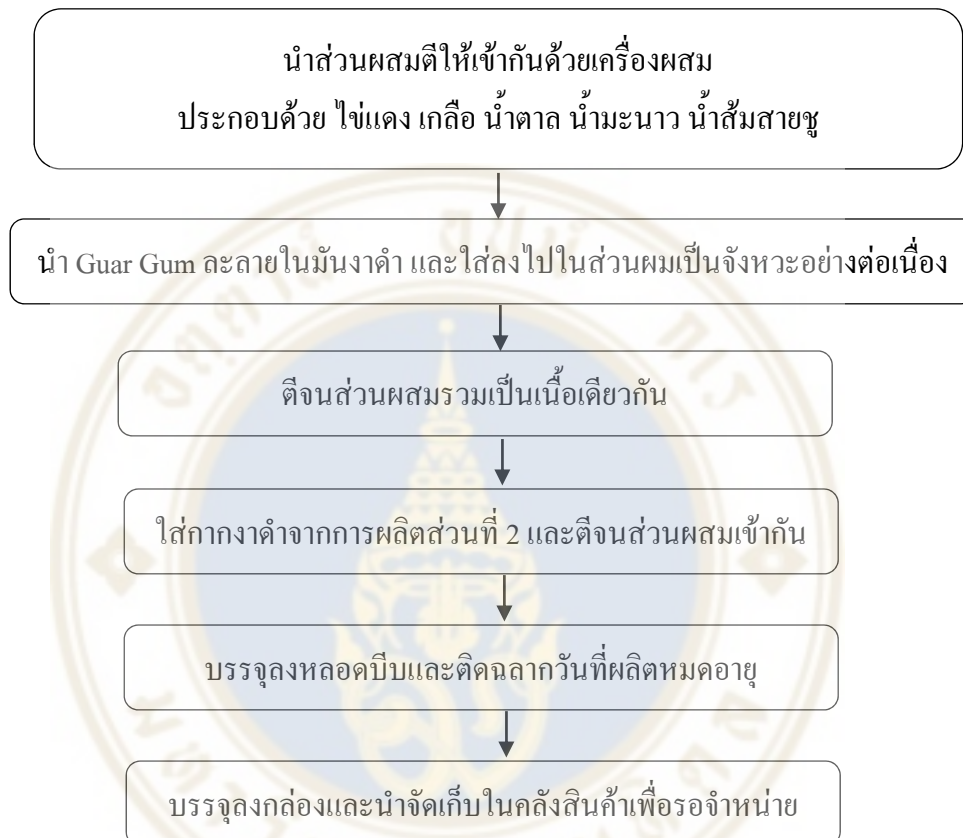 นำส่วนผสมตีให้เข้ากันด้วยเครื่องผสม
ประกอบด้วย ไข่แดง เกลือ น้ำตาล น้ำมะนาว น้ำส้มสายชู
นำ Guar Gum ละลายในมันงาดำ และใส่ลงไปในส่วนผมเป็นจังหวะอย่างต่อเนื่อง
ตีจนส่วนผสมรวมเป็นเนื้อเดียวกัน
ใส่กากงาดำจากการผลิตส่วนที่ 2 และตีจนส่วนผสมเข้ากัน
บรรจุลงหลอดบีบและติดฉลากวันที่ผลิตหมดอายุ
บรรจุลงกล่องและนำจัดเก็บในคลังสินค้าเพื่อรอจำหน่าย